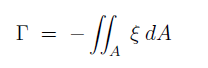 Γ = − ∬_A ξ dA